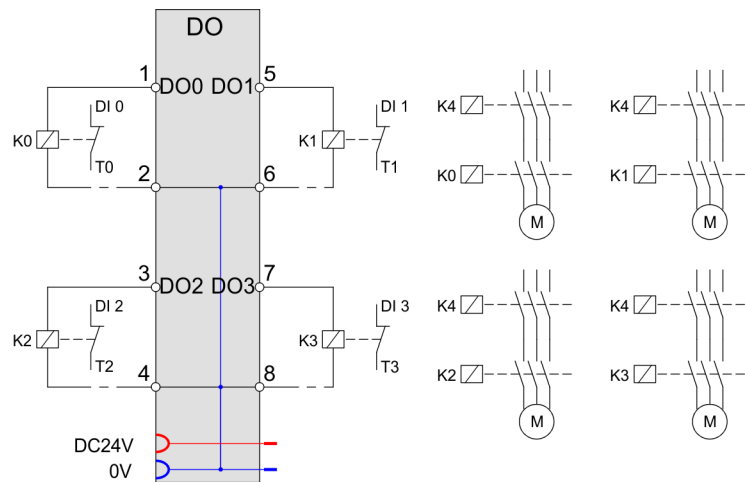 DO
1 5
DO0 DO1
DI 0 DI 1
K4 K4
K0 K1
T0 T1
K0 K1
2 6
M M
3 7
DO2 DO3
DI 2 DI 3
K4 K4
K2 K3
T2 T3
K2 K3
4 8
M M
DC24V
0V